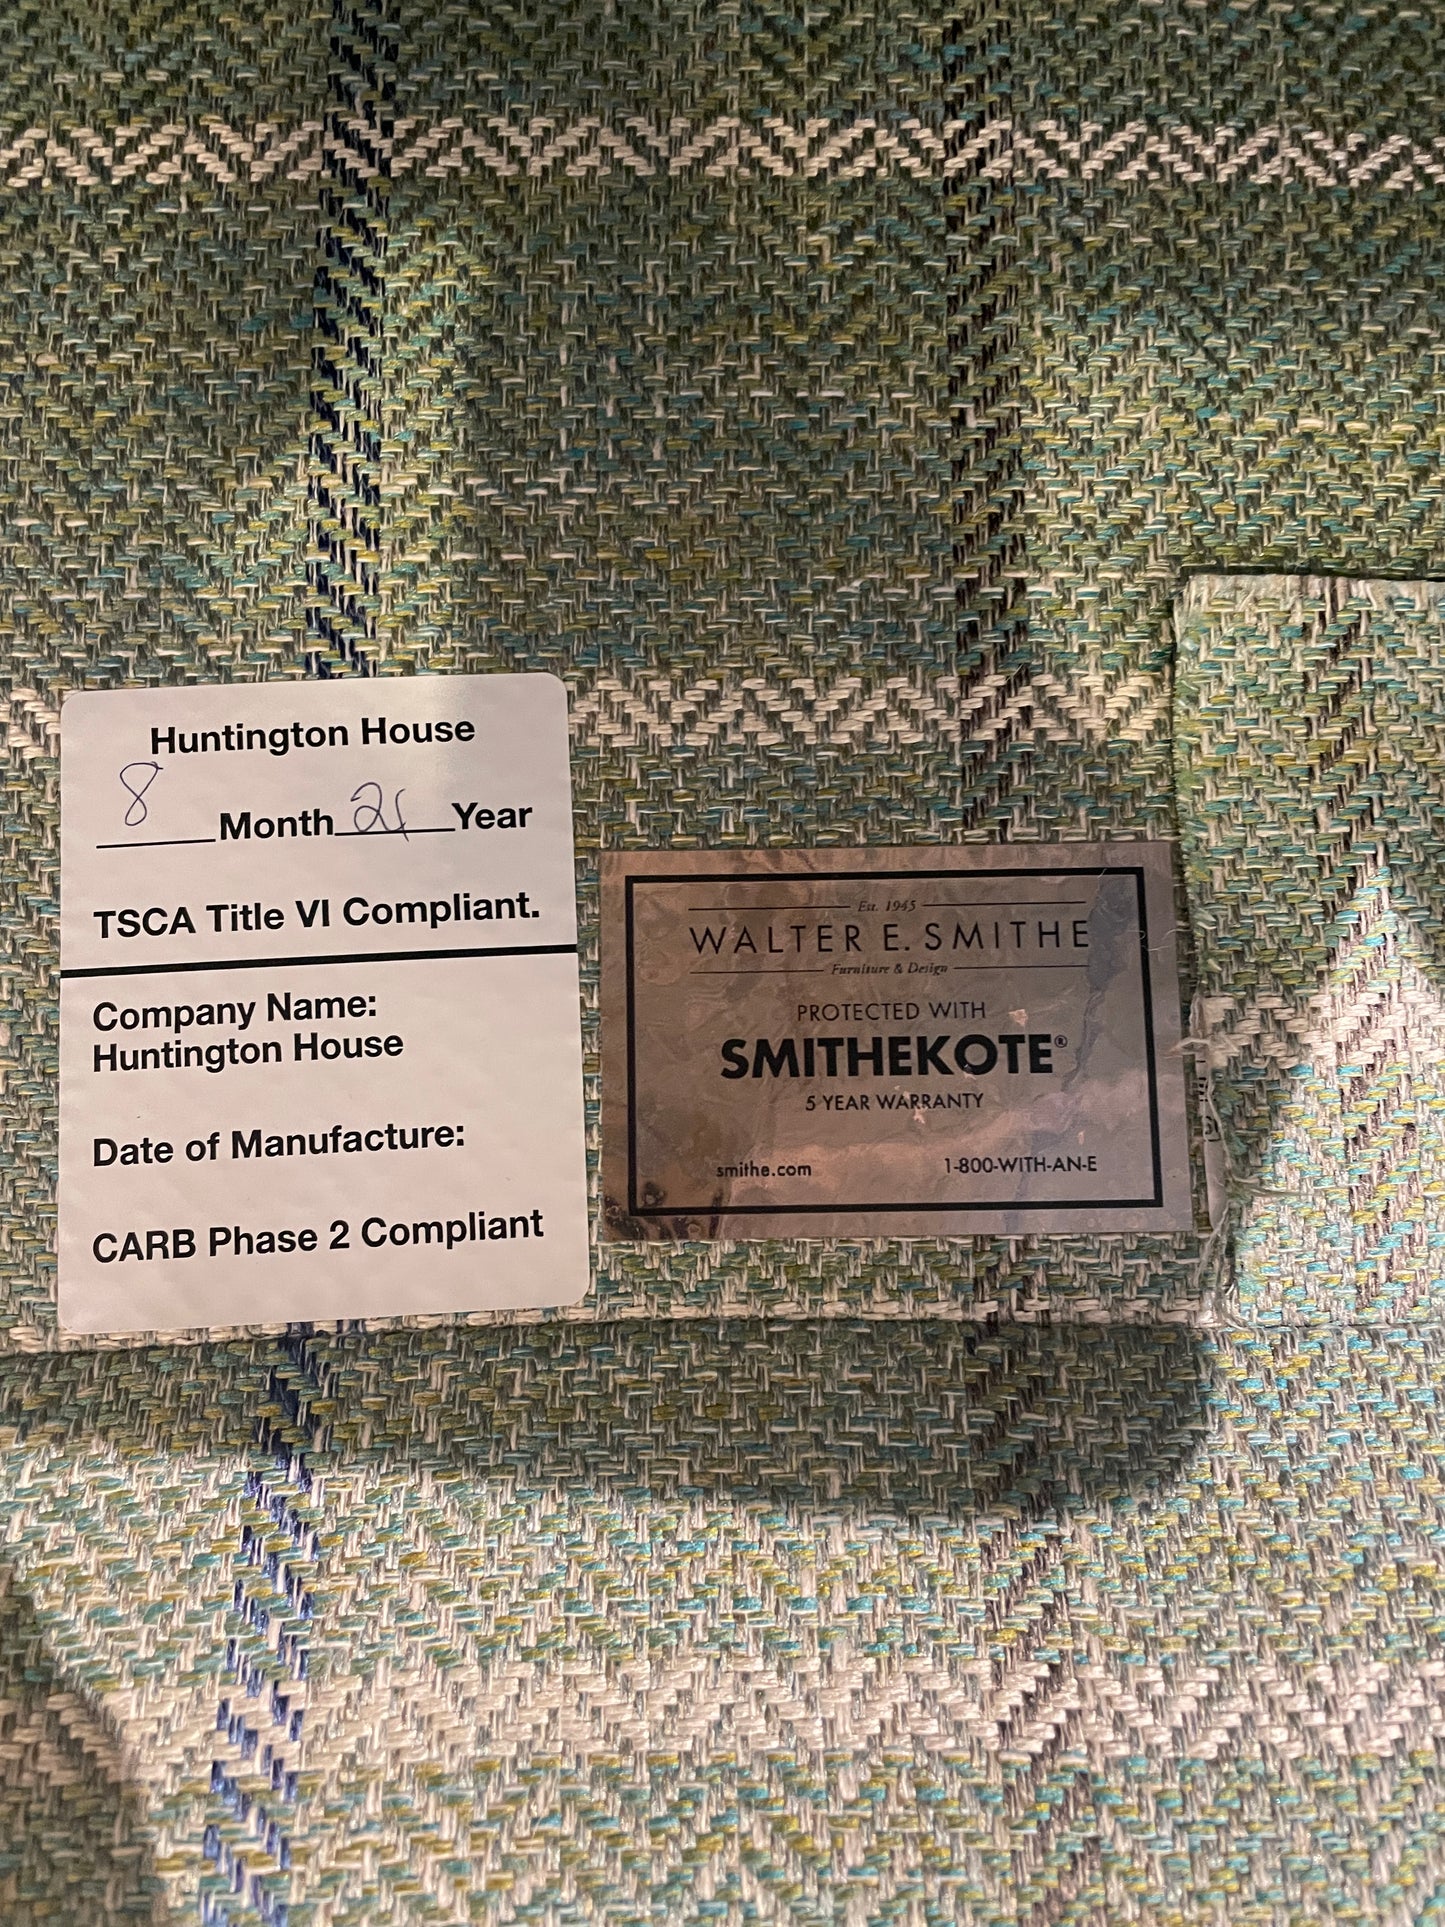 Huntington House
8 Month 21 Year
TSCA Title VI Compliant.
Company Name:
Huntington House
Date of Manufacture:
CARB Phase 2 Compliant
Est. 1945
WALTER E. SMITHE
Furniture & Design
PROTECTED WITH
SMITHEKOTE®
5 YEAR WARRANTY
smithe.com 1-800-WITH-AN-E